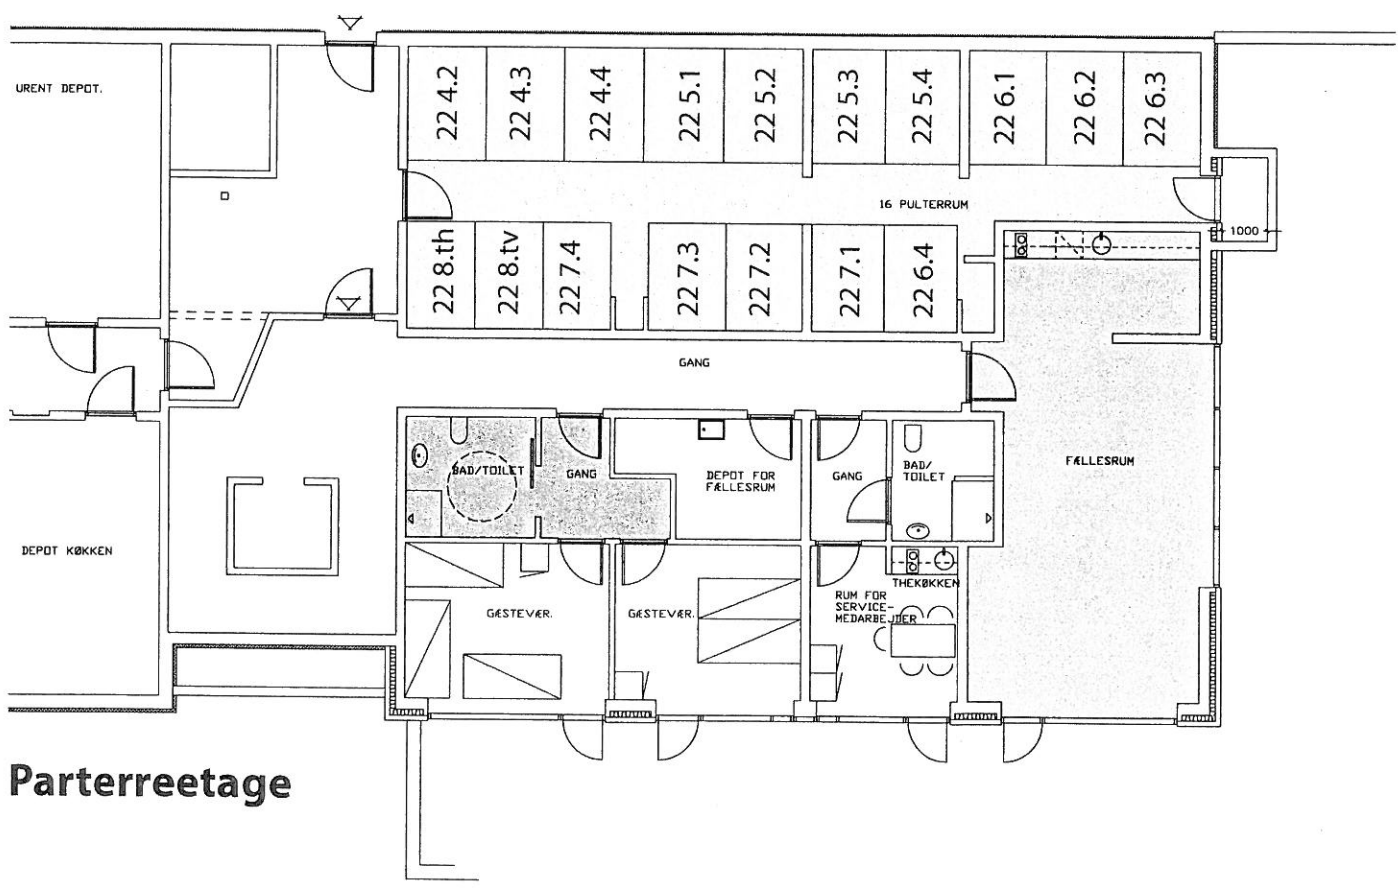 URENT DEPOT.
22 4.2
22 4.3
22 4.4
22 5.1
22 5.2
22 5.3
22 5.4
22 6.1
22 6.2
22 6.3
16 PULTERRUM
1000
22 8.th
22 8.tv
22 7.4
22 7.3
22 7.2
22 7.1
22 6.4
GANG
BAD/TOILET
GANG
DEPOT FOR
FÆLLESRUM
GANG
BAD/
TOILET
FÆLLESRUM
DEPOT KØKKEN
THEKØKKEN
GÆSTEVÆR.
GÆSTEVÆR.
RUM FOR
SERVICE-
MEDARBEJDER
Parterreetage